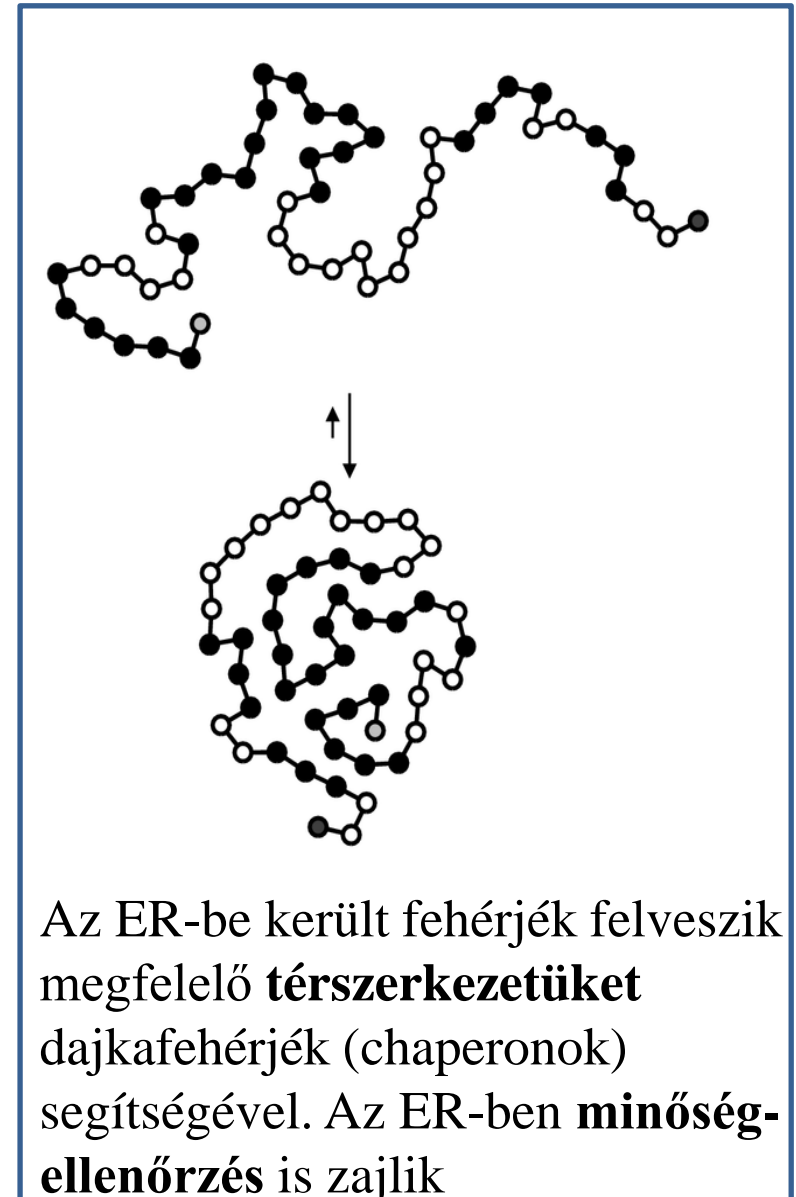 Az ER-be került fehérjék felveszik
megfelelő térszerkezetüket
dajkafehérjék (chaperonok)
segítségével. Az ER-ben minőség-
ellenőrzés is zajlik